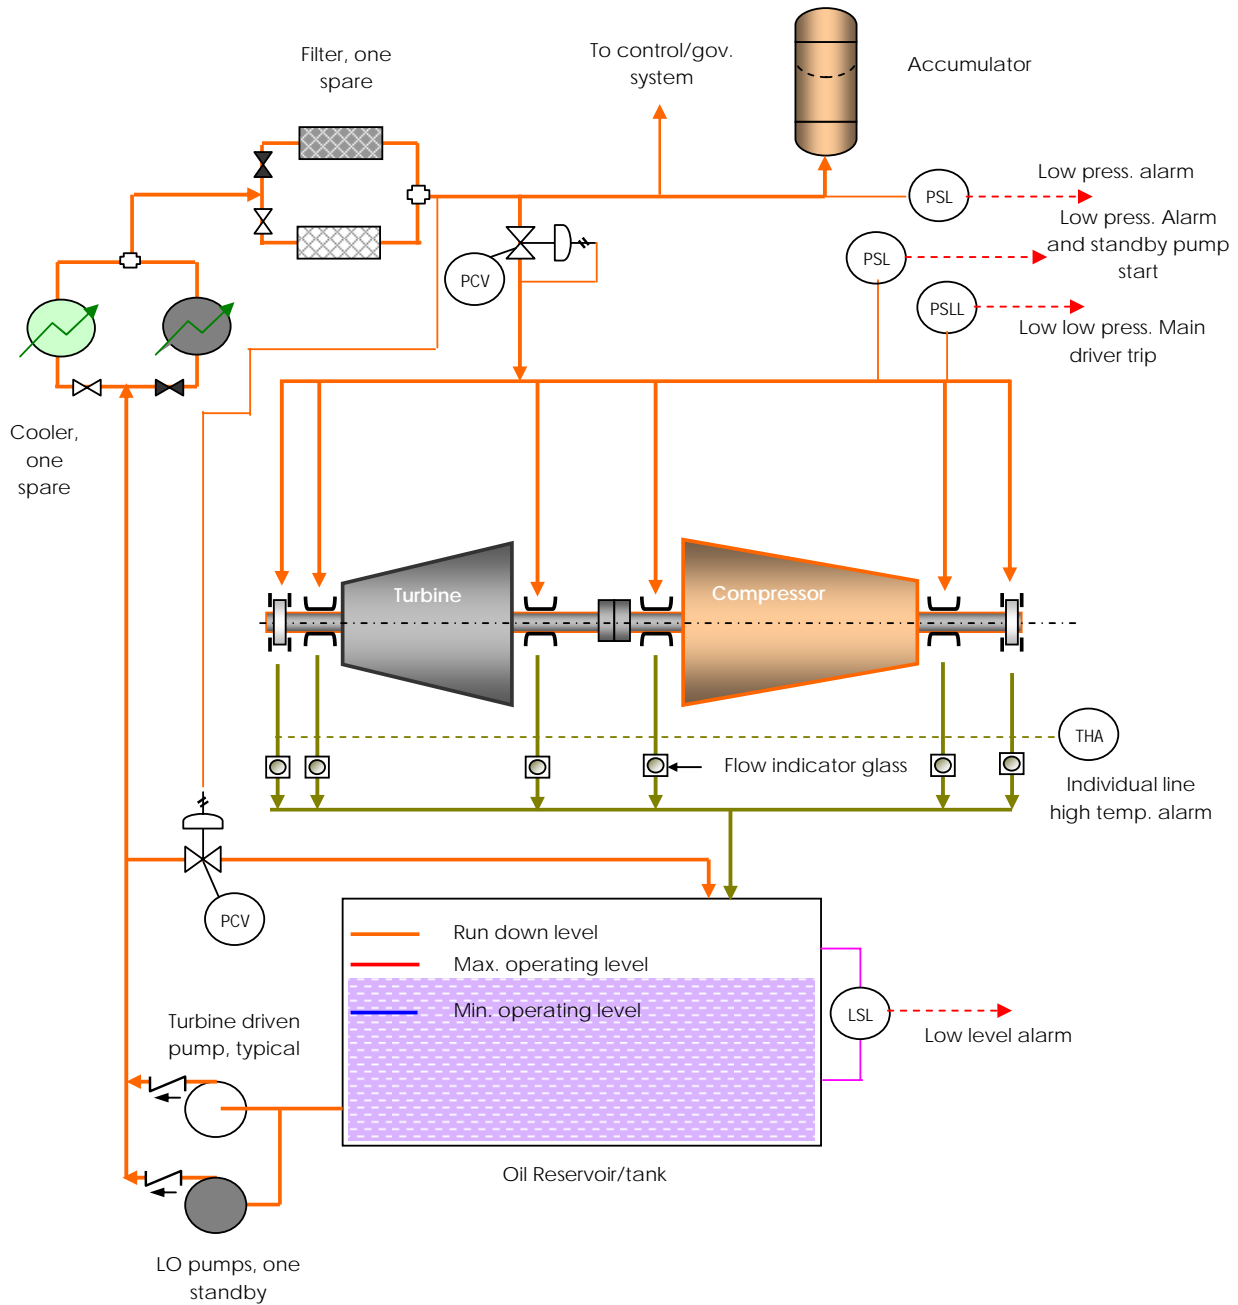 Filter, one
spare
To control/gov.
system
Accumulator
Low press. alarm
PSL
Low press. Alarm
and standby pump
start
PSL
PCV
PSLL
Low low press. Main
driver trip
Cooler,
one
spare
Turbine
Compressor
THA
Flow indicator glass
Individual line
high temp. alarm
PCV
Run down level
Max. operating level
Min. operating level
LSL
Low level alarm
Turbine driven
pump, typical
Oil Reservoir/tank
LO pumps, one
standby